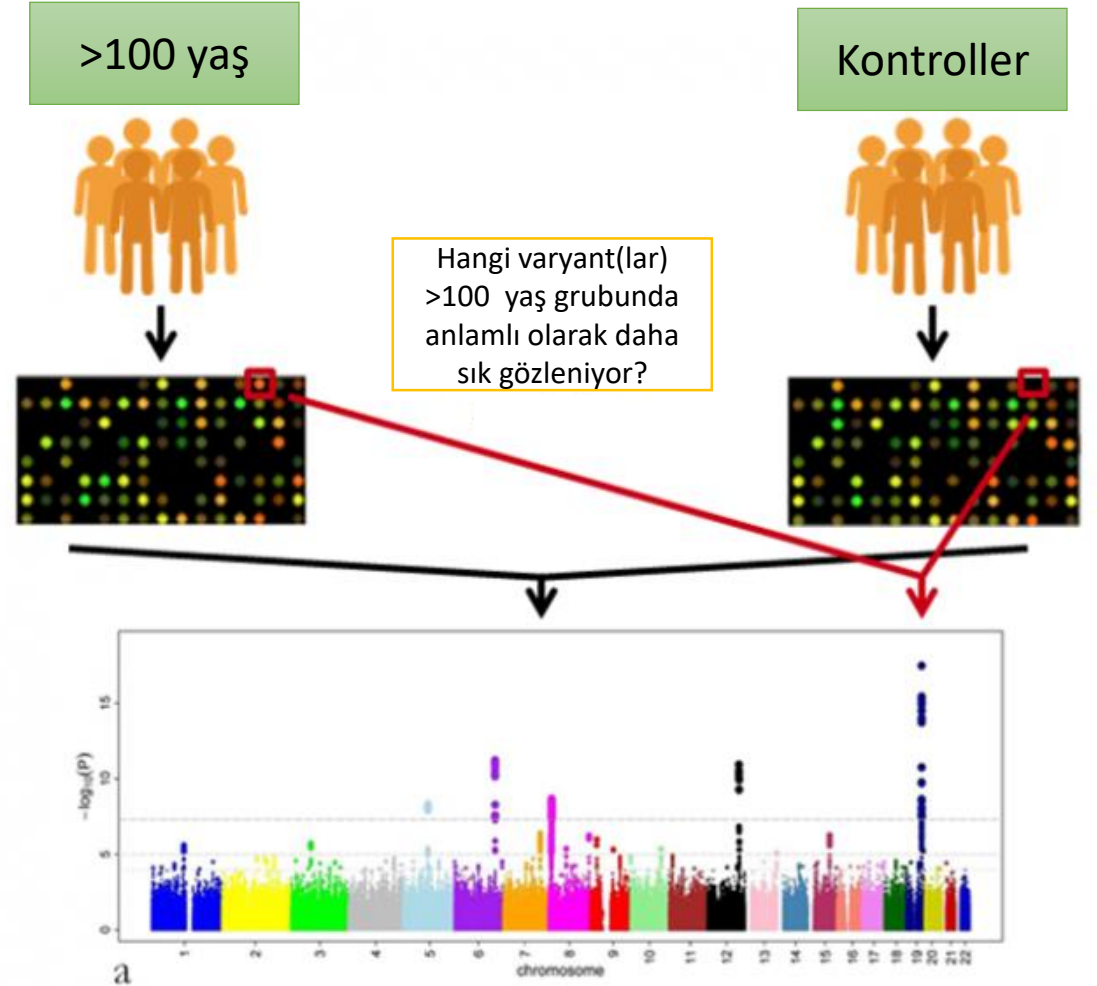 >100 yaş
Kontroller
Hangi varyant(lar)
>100 yaş grubunda
anlamlı olarak daha
sık gözleniyor?
15
10
5
0
−log₁₀(P)
1 2 3 4 5 6 7 8 9 10 11 12 13 14 15 16 17 18 19 20 21 22
chromosome
a